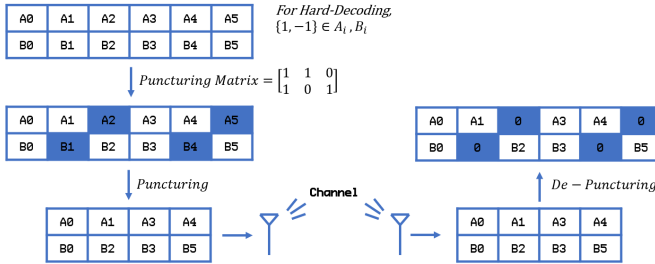 A0 A1 A2 A3 A4 A5
B0 B1 B2 B3 B4 B5
For Hard-Decoding,
{1, −1} ∈ A_i , B_i
Puncturing Matrix = [1 1 0
1 0 1]
A0 A1 A2 A3 A4 A5
B0 B1 B2 B3 B4 B5
A0 A1 0 A3 A4 0
B0 0 B2 B3 0 B5
Puncturing
De − Puncturing
Channel
A0 A1 A3 A4
B0 B2 B3 B5
A0 A1 A3 A4
B0 B2 B3 B5